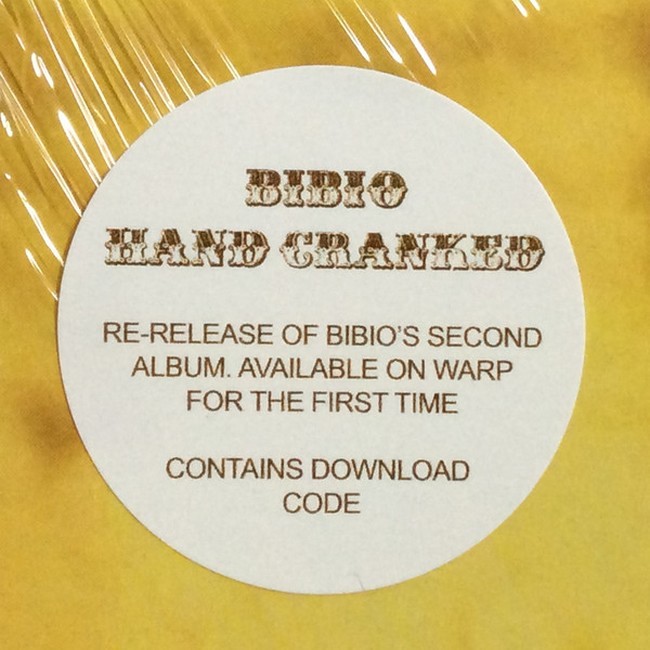 BIBIO
HAND CRANKED
RE-RELEASE OF BIBIO'S SECOND
ALBUM. AVAILABLE ON WARP
FOR THE FIRST TIME
CONTAINS DOWNLOAD
CODE